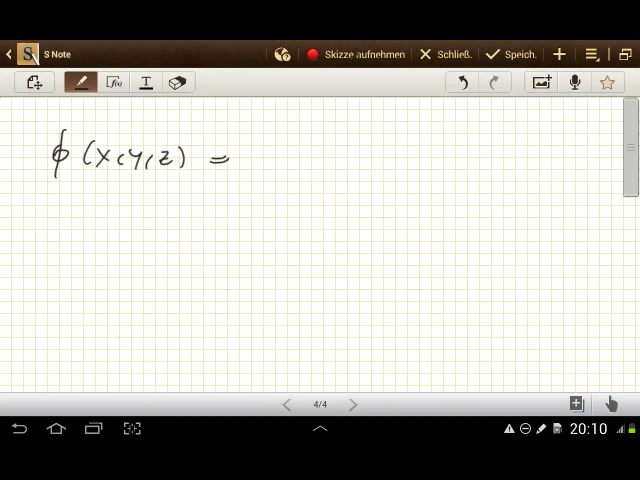 S Note
Skizze aufnehmen
Schließ.
Speich.
f(x)
T
ϕ (x, y, z) =
4/4
20:10